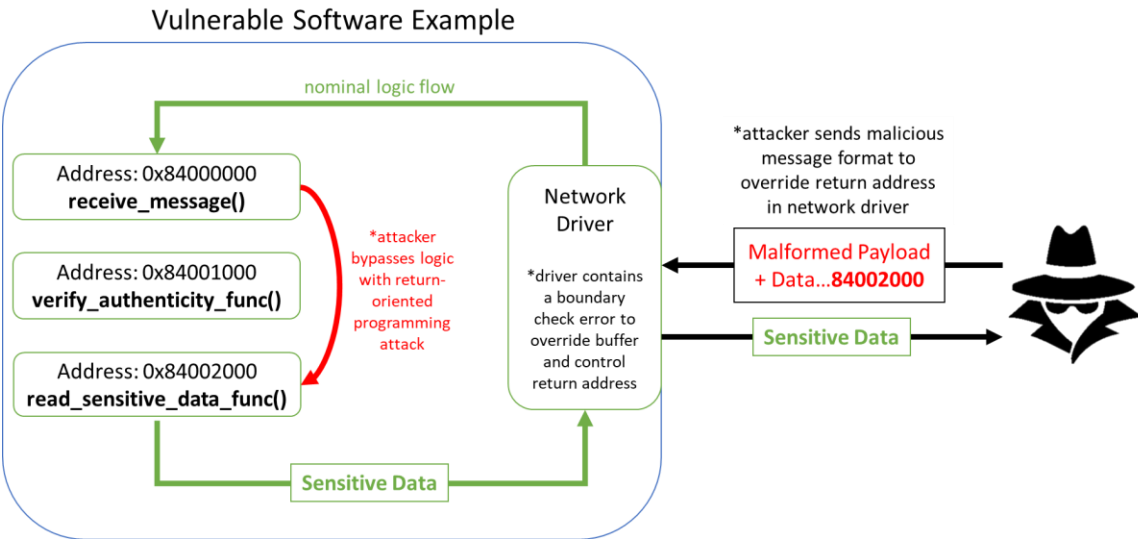 Vulnerable Software Example
nominal logic flow
Address: 0x84000000
receive_message()
Address: 0x84001000
verify_authenticity_func()
Address: 0x84002000
read_sensitive_data_func()
*attacker
bypasses logic
with return-
oriented
programming
attack
Sensitive Data
Network
Driver
*driver contains
a boundary
check error to
override buffer
and control
return address
*attacker sends malicious
message format to
override return address
in network driver
Malformed Payload
+ Data...84002000
Sensitive Data